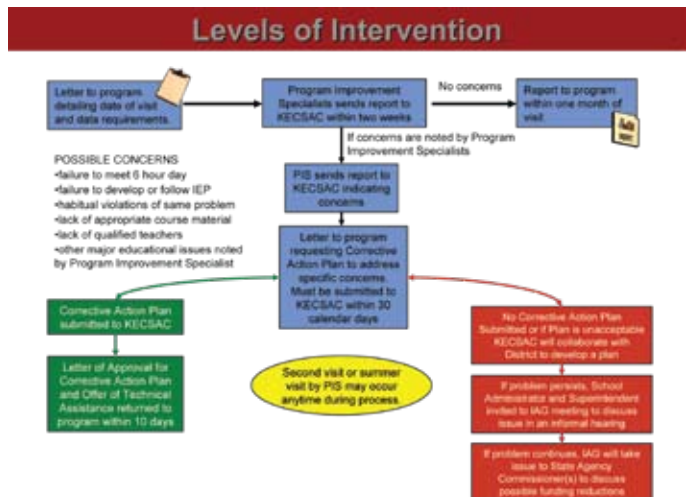 Levels of Intervention
Letter to program
detailing date of visit
and data requirements.
Program Improvement
Specialists sends report to
KECSAC within two weeks
No concerns
Report to program
within one month of
visit
If concerns are noted by Program
Improvement Specialists
POSSIBLE CONCERNS
•failure to meet 6 hour day
•failure to develop or follow IEP
•habitual violations of same problem
•lack of appropriate course material
•lack of qualified teachers
•other major educational issues noted
by Program Improvement Specialist
PIS sends report to
KECSAC indicating
concerns
Letter to program
requesting Corrective
Action Plan to address
specific concerns.
Must be submitted to
KECSAC within 30
calendar days
Corrective Action Plan
submitted to KECSAC
Letter of Approval for
Corrective Action Plan
and Offer of Technical
Assistance returned to
program within 10 days
Second visit or summer
visit by PIS may occur
anytime during process
No Corrective Action Plan
Submitted or if Plan is unacceptable
KECSAC will collaborate with
District to develop a plan
If problem persists, School
Administrator and Superintendent
invited to IAG meeting to discuss
issue in an informal hearing
If problem continues, IAG will take
issue to State Agency
Commissioner(s) to discuss
possible funding reductions